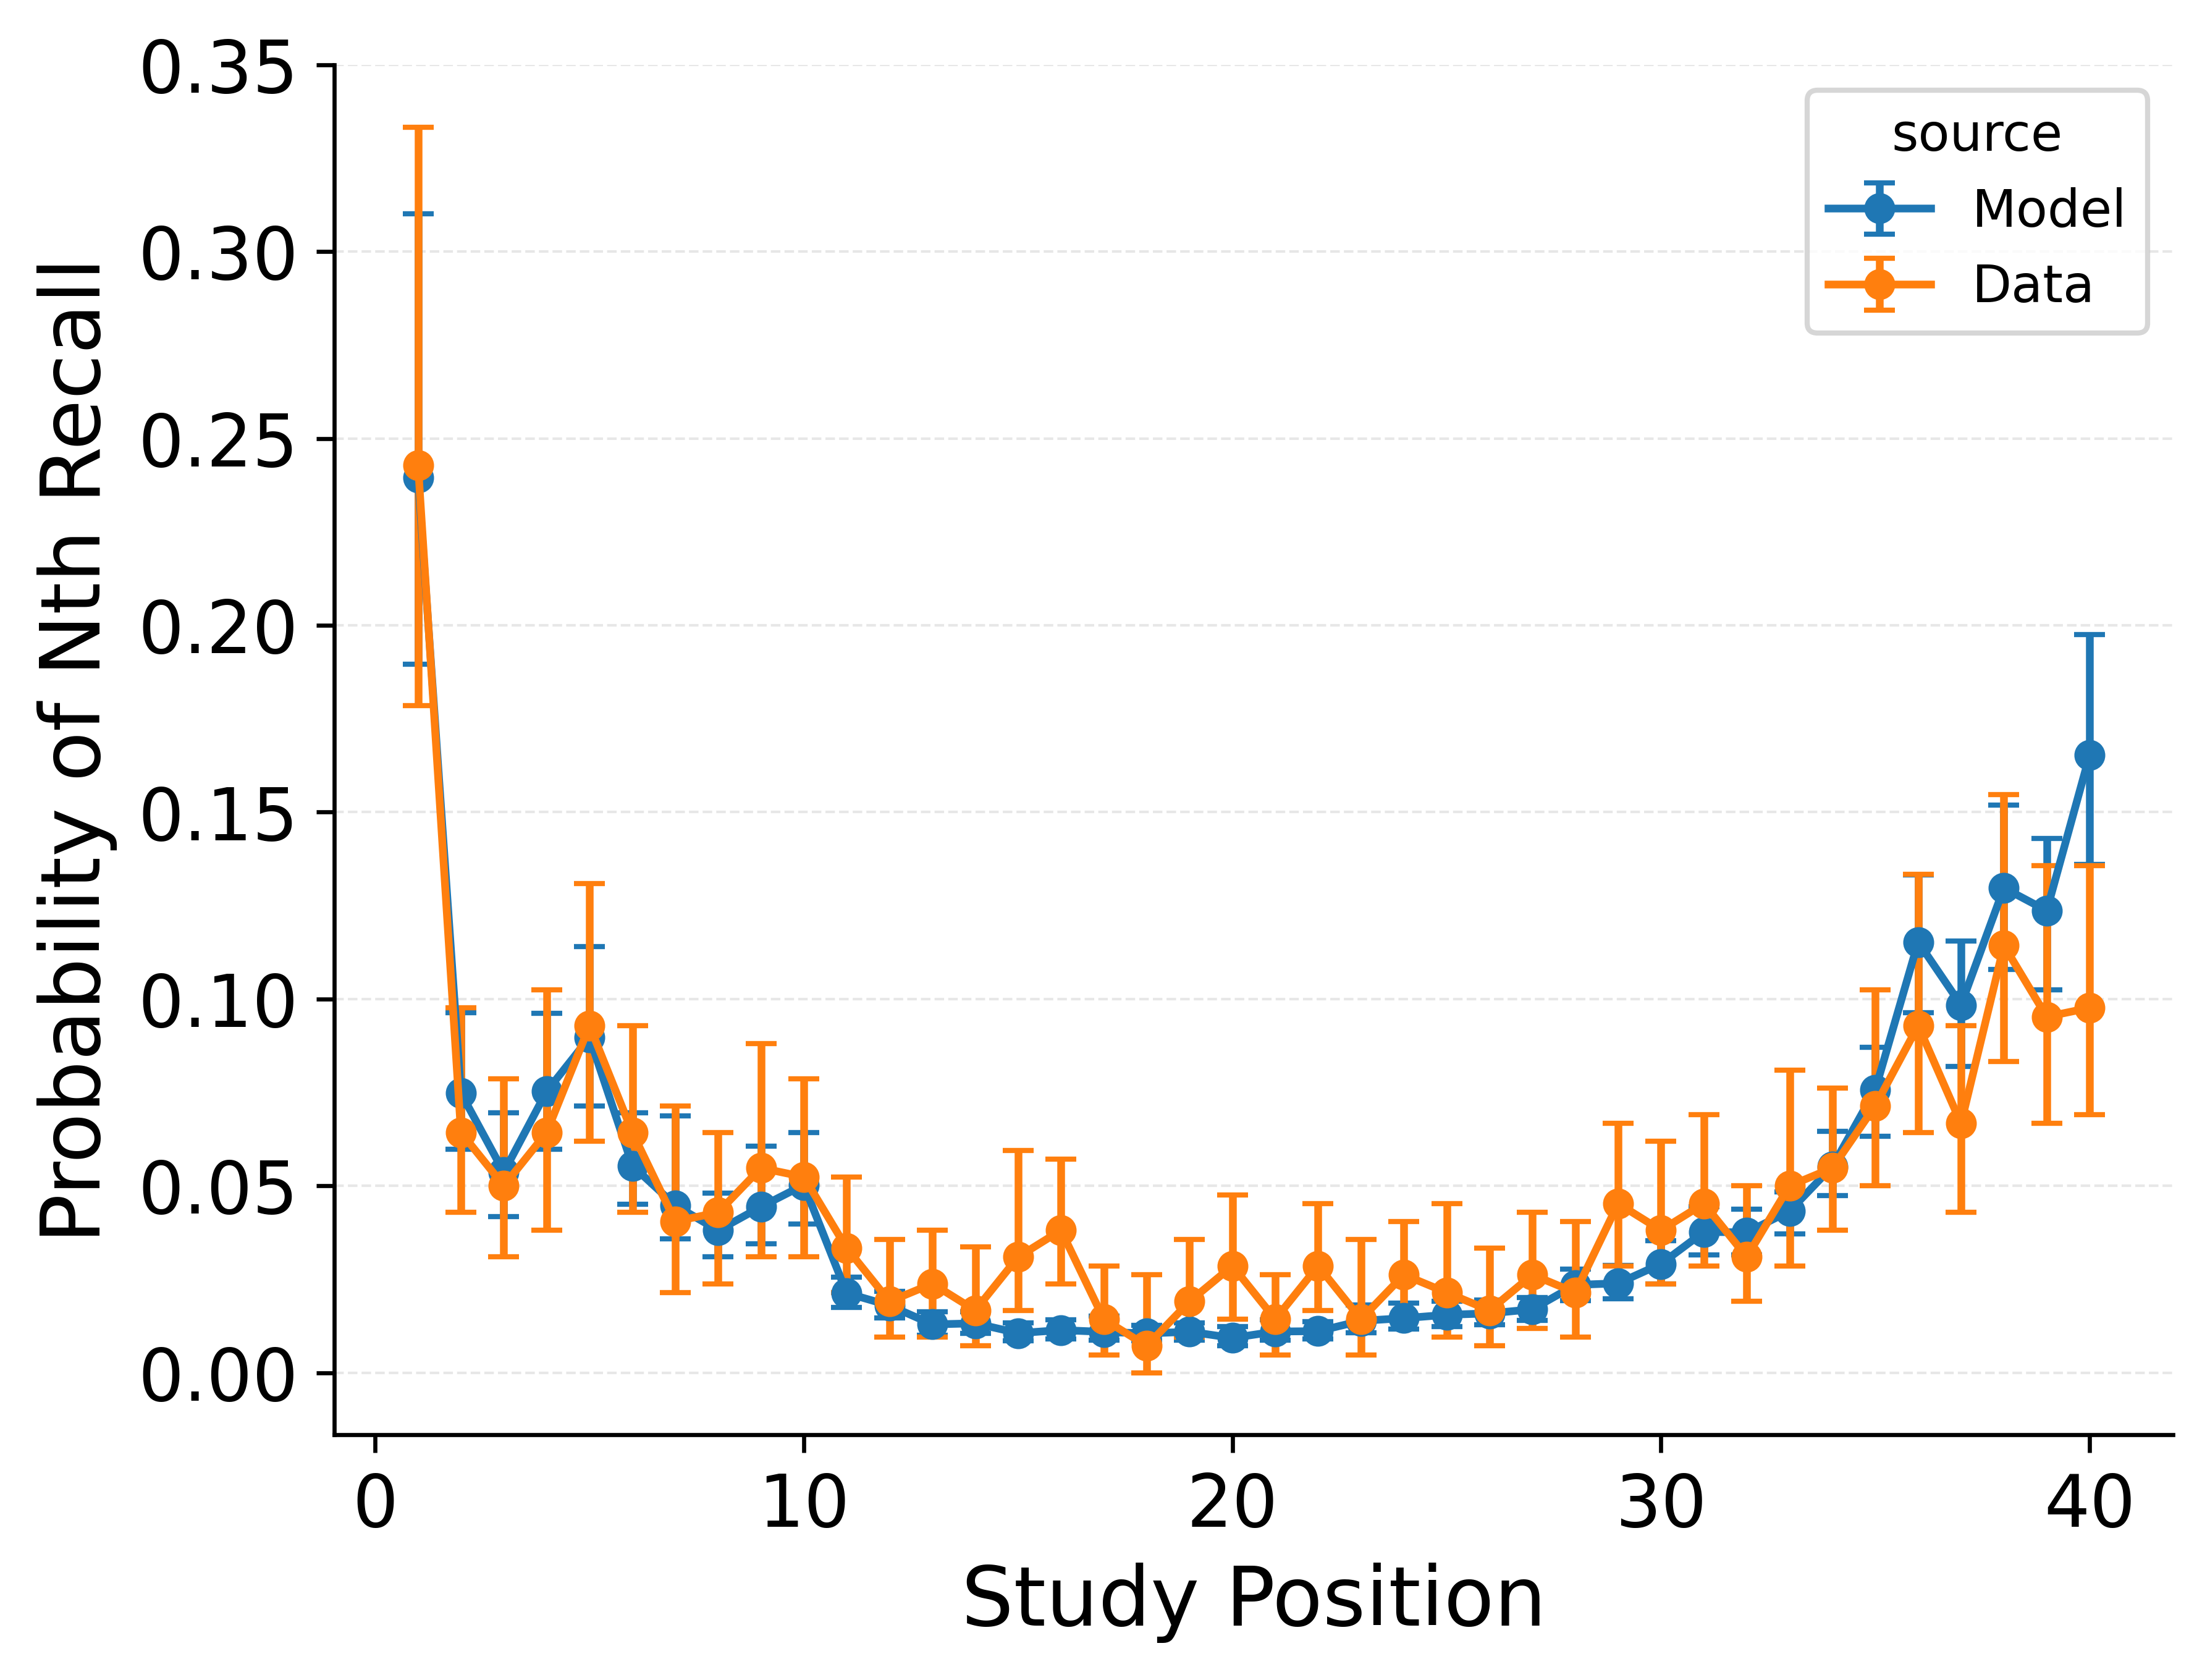 Probability of Nth Recall
0.35
0.30
0.25
0.20
0.15
0.10
0.05
0.00
source
Model
Data
0 10 20 30 40
Study Position